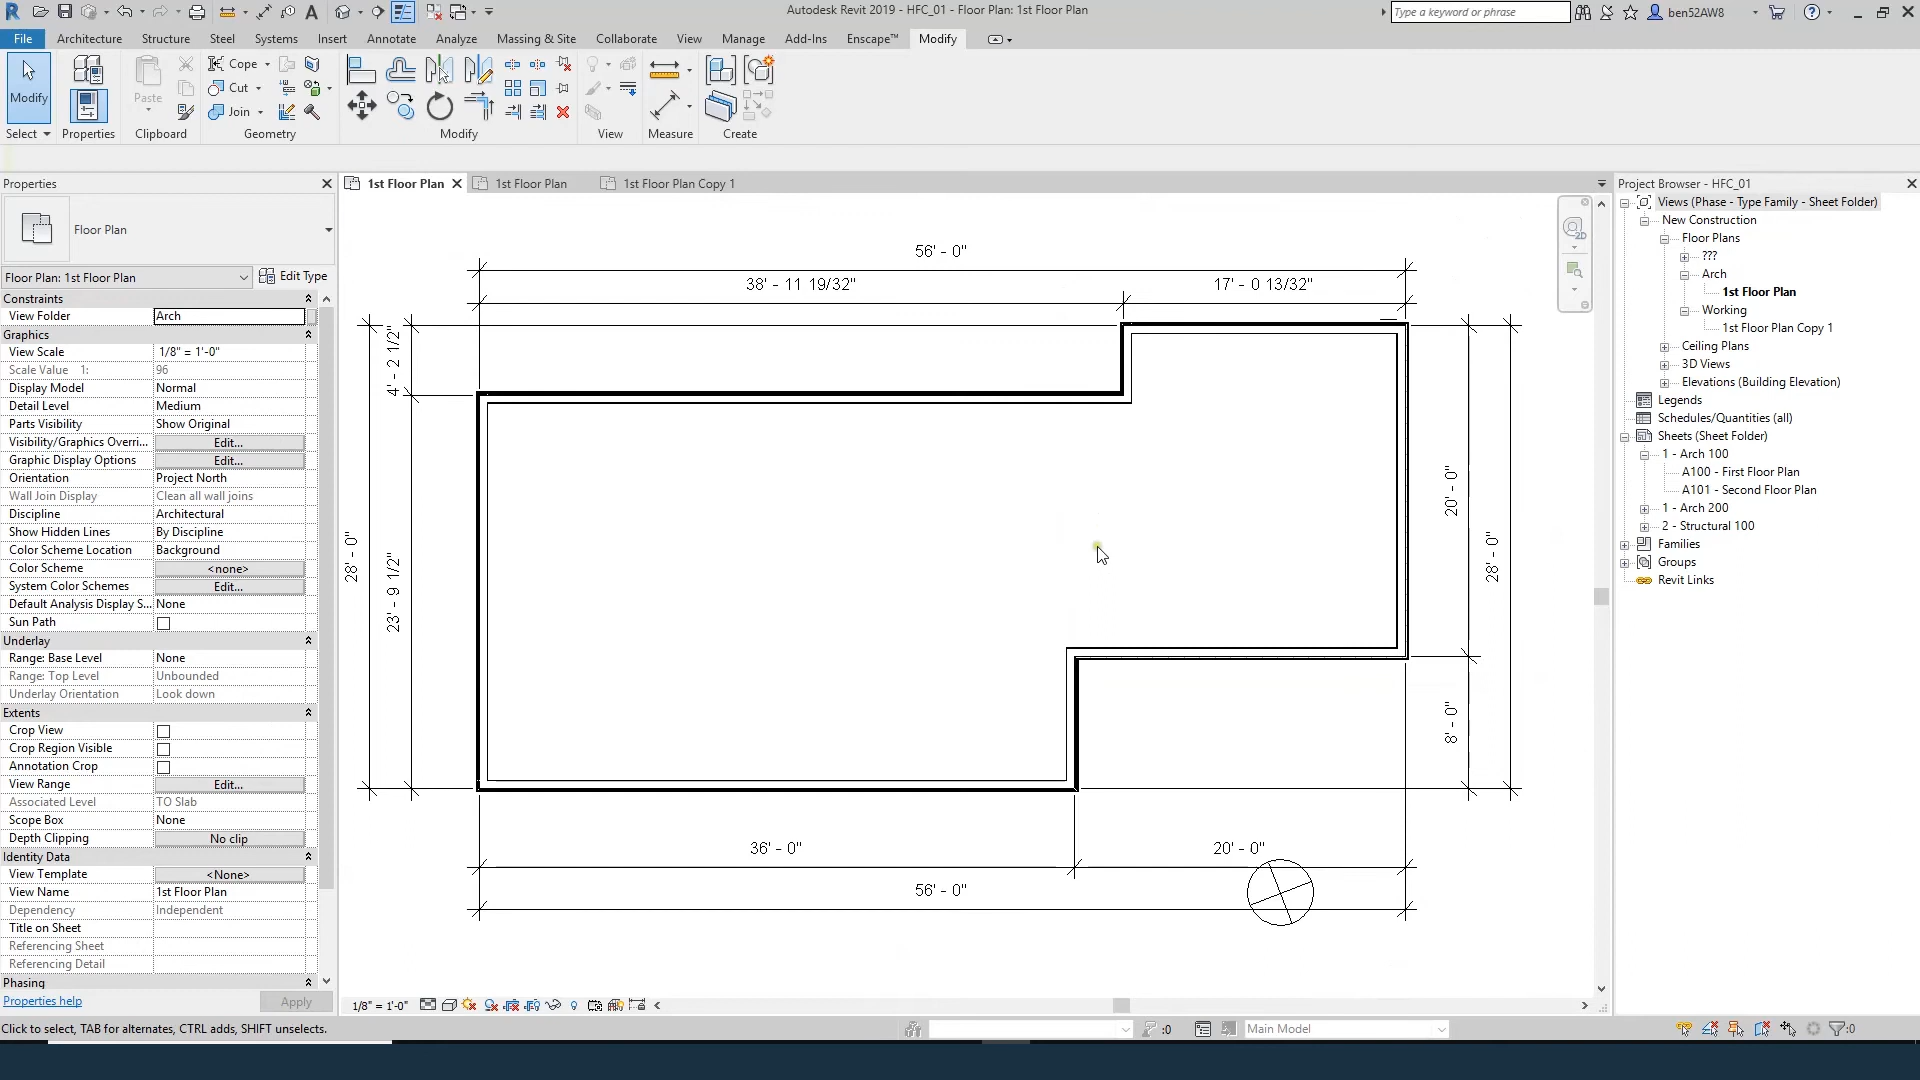 Autodesk Revit 2019 - HFC_01 - Floor Plan: 1st Floor Plan
Type a keyword or phrase
ben52AW8
File Architecture Structure Steel Systems Insert Annotate Analyze Massing & Site Collaborate View Manage Add-Ins Enscape™ Modify
Modify
Paste
Cope
Cut
Join
Select Properties Clipboard Geometry Modify View Measure Create
Properties
1st Floor Plan
1st Floor Plan
1st Floor Plan Copy 1
Project Browser - HFC_01
Floor Plan
Floor Plan: 1st Floor Plan
Edit Type
Constraints
View Folder Arch
Graphics
View Scale 1/8" = 1'-0"
Scale Value 1: 96
Display Model Normal
Detail Level Medium
Parts Visibility Show Original
Visibility/Graphics Overri... Edit...
Graphic Display Options Edit...
Orientation Project North
Wall Join Display Clean all wall joins
Discipline Architectural
Show Hidden Lines By Discipline
Color Scheme Location Background
Color Scheme <none>
System Color Schemes Edit...
Default Analysis Display S... None
Sun Path
Underlay
Range: Base Level None
Range: Top Level Unbounded
Underlay Orientation Look down
Extents
Crop View
Crop Region Visible
Annotation Crop
View Range Edit...
Associated Level TO Slab
Scope Box None
Depth Clipping No clip
Identity Data
View Template <None>
View Name 1st Floor Plan
Dependency Independent
Title on Sheet
Referencing Sheet
Referencing Detail
Phasing
Properties help
Apply
56' - 0"
38' - 11 19/32"
17' - 0 13/32"
4' - 2 1/2"
28' - 0"
23' - 9 1/2"
20' - 0"
28' - 0"
8' - 0"
36' - 0"
20' - 0"
56' - 0"
2D
Views (Phase - Type Family - Sheet Folder)
New Construction
Floor Plans
???
Arch
1st Floor Plan
Working
1st Floor Plan Copy 1
Ceiling Plans
3D Views
Elevations (Building Elevation)
Legends
Schedules/Quantities (all)
Sheets (Sheet Folder)
1 - Arch 100
A100 - First Floor Plan
A101 - Second Floor Plan
1 - Arch 200
2 - Structural 100
Families
Groups
Revit Links
1/8" = 1'-0"
Click to select, TAB for alternates, CTRL adds, SHIFT unselects.
:0
Main Model
:0